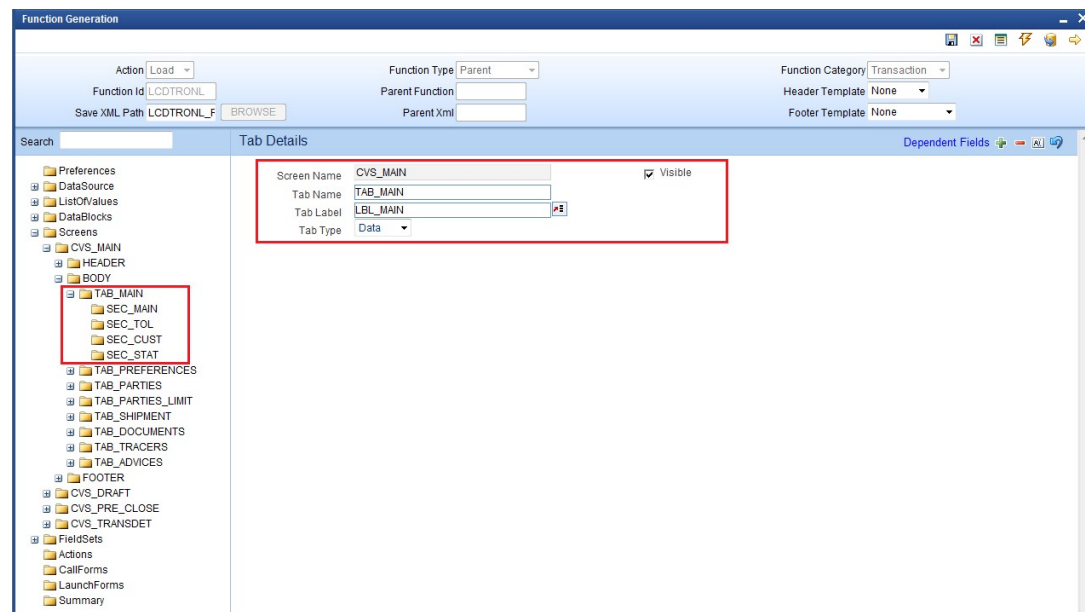 Function Generation
Action Load Function Type Parent Function Category Transaction
Function Id LCDTRONL Parent Function Header Template None
Save XML Path LCDTRONL_F BROWSE Parent Xml Footer Template None
Search Tab Details Dependent Fields
Preferences
DataSource
ListOfValues
DataBlocks
Screens
CVS_MAIN
HEADER
BODY
TAB_MAIN
SEC_MAIN
SEC_TOL
SEC_CUST
SEC_STAT
TAB_PREFERENCES
TAB_PARTIES
TAB_PARTIES_LIMIT
TAB_SHIPMENT
TAB_DOCUMENTS
TAB_TRACERS
TAB_ADVICES
FOOTER
CVS_DRAFT
CVS_PRE_CLOSE
CVS_TRANSDET
FieldSets
Actions
CallForms
LaunchForms
Summary
Screen Name CVS_MAIN Visible
Tab Name TAB_MAIN
Tab Label LBL_MAIN
Tab Type Data